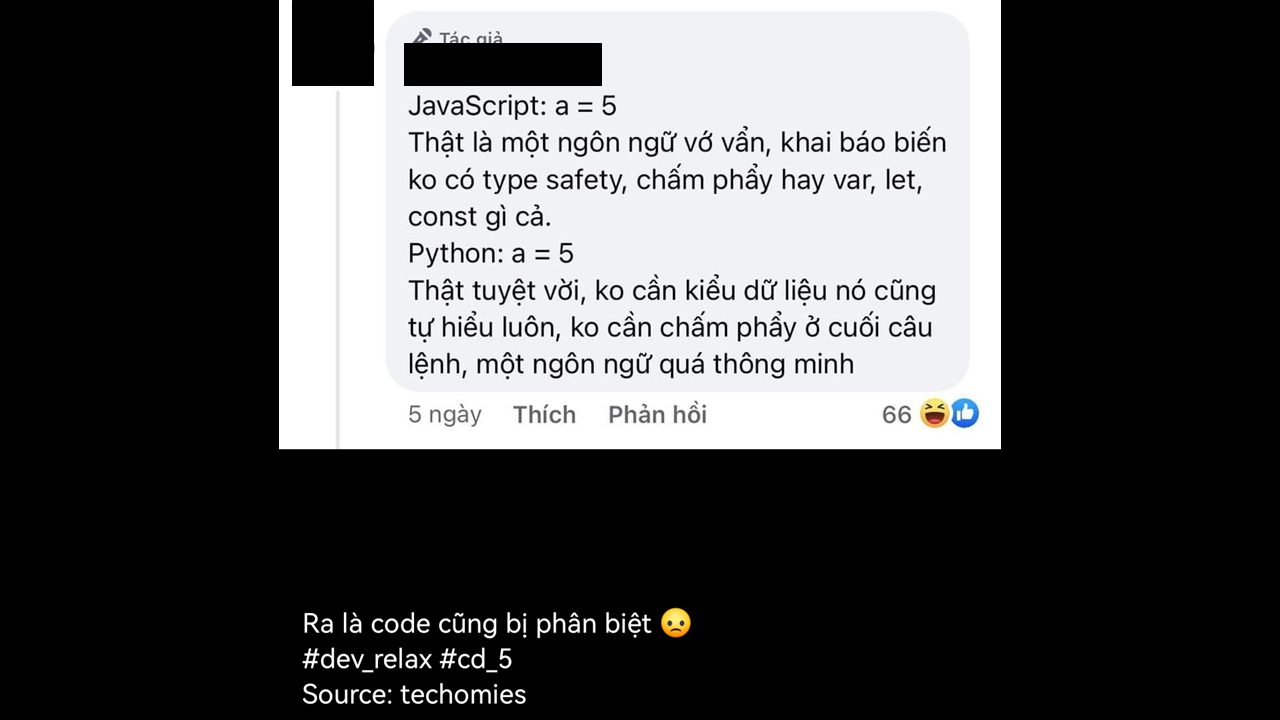 Tác giả
JavaScript: a = 5
Thật là một ngôn ngữ vớ vẩn, khai báo biến
ko có type safety, chấm phẩy hay var, let,
const gì cả.
Python: a = 5
Thật tuyệt vời, ko cần kiểu dữ liệu nó cũng
tự hiểu luôn, ko cần chấm phẩy ở cuối câu
lệnh, một ngôn ngữ quá thông minh
5 ngày Thích Phản hồi 66
Ra là code cũng bị phân biệt 😟
#dev_relax #cd_5
Source: techomies